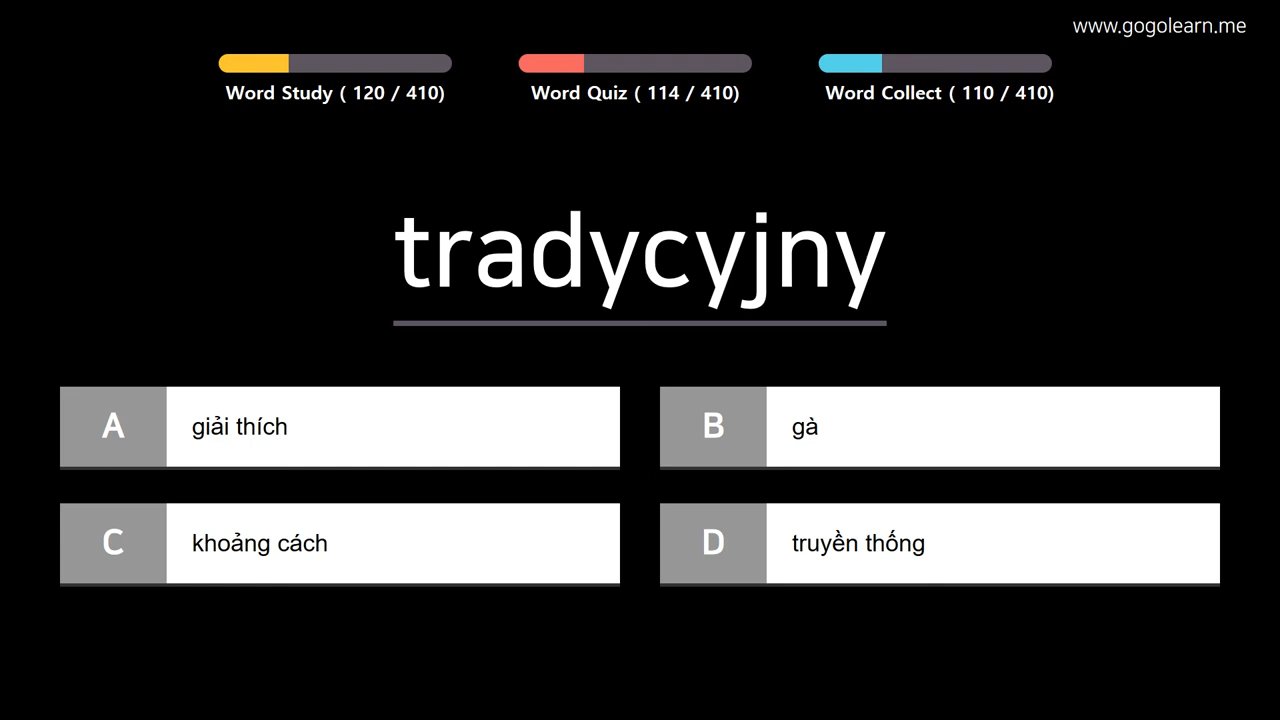 www.gogolearn.me
Word Study ( 120 / 410)
Word Quiz ( 114 / 410)
Word Collect ( 110 / 410)
tradycyjny
A giải thích
B gà
C khoảng cách
D truyền thống